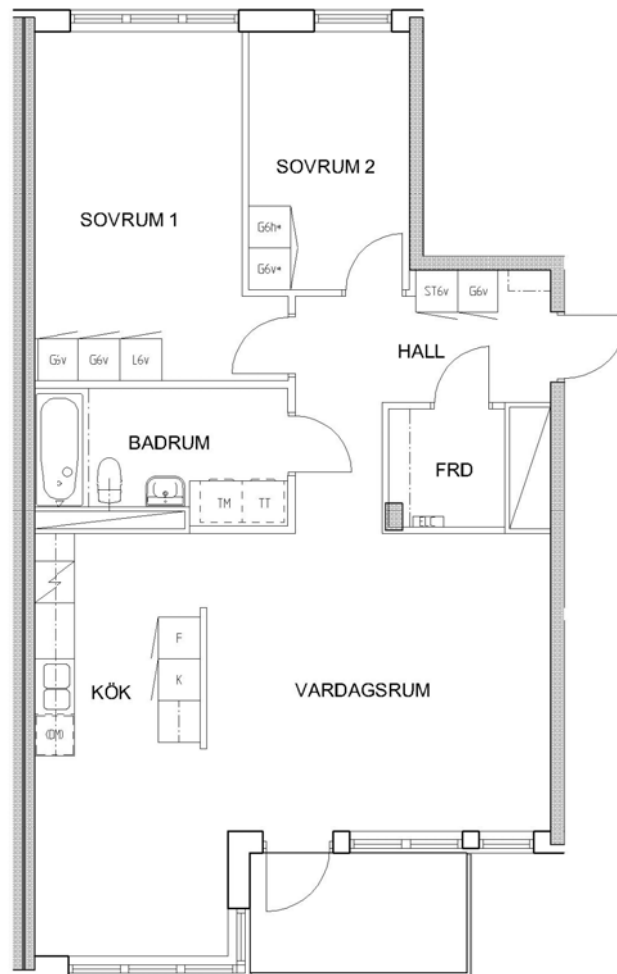 SOVRUM 2
SOVRUM 1
G6h*
G6v*
ST6v G6v
HALL
G6v G6v L6v
BADRUM
FRD
TM TT
ELC
F
K
KÖK
VARDAGSRUM
(DM)